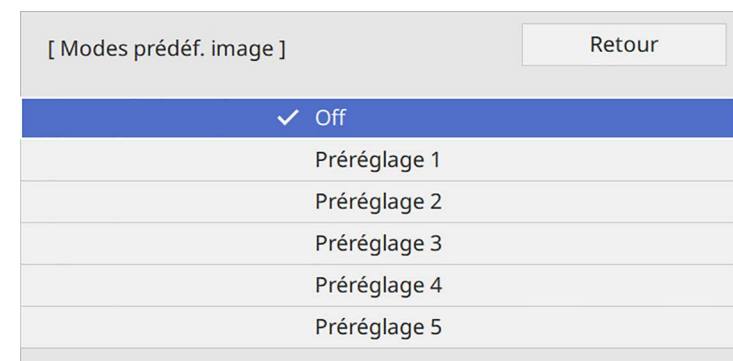 [ Modes prédéf. image ]
Retour
Off
Préréglage 1
Préréglage 2
Préréglage 3
Préréglage 4
Préréglage 5